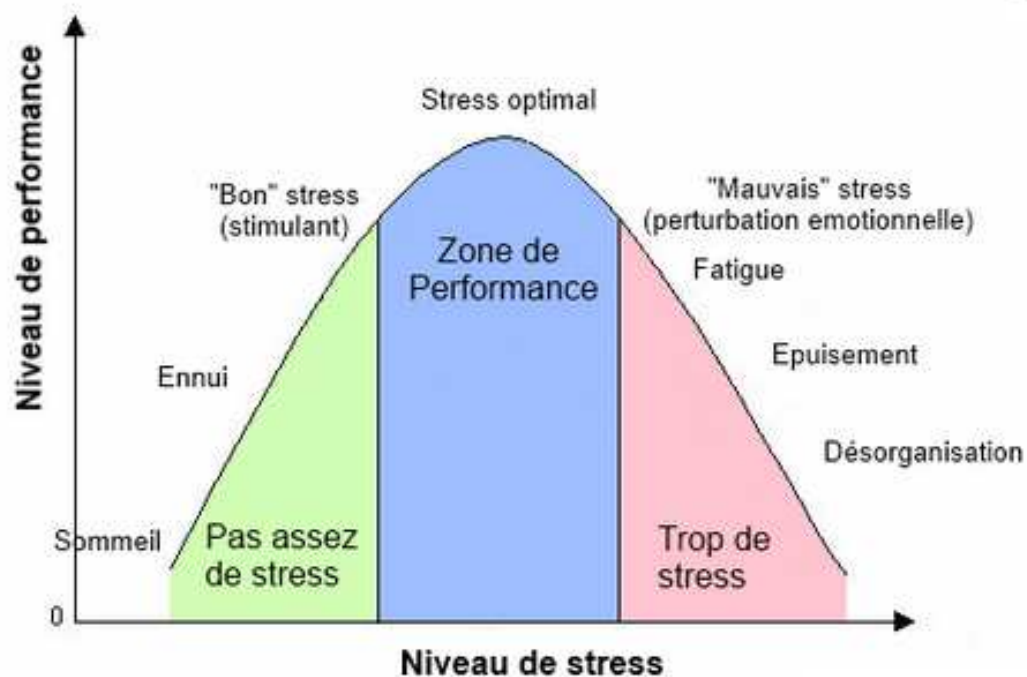 Niveau de performance
Stress optimal
"Bon" stress
(stimulant)
"Mauvais" stress
(perturbation emotionnelle)
Zone de
Performance
Fatigue
Ennui
Epuisement
Désorganisation
Sommeil
Pas assez
de stress
Trop de
stress
0
Niveau de stress